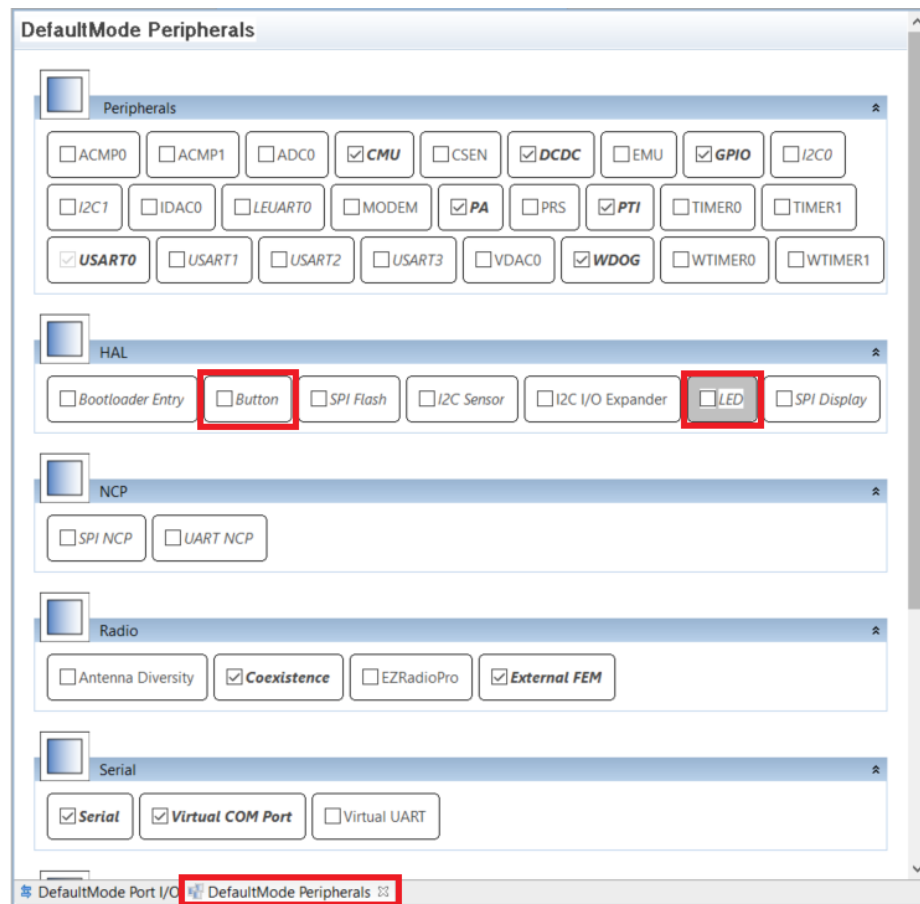 DefaultMode Peripherals
Peripherals
ACMP0 ACMP1 ADC0 CMU CSEN DCDC EMU GPIO I2C0
I2C1 IDAC0 LEUART0 MODEM PA PRS PTI TIMER0 TIMER1
USART0 USART1 USART2 USART3 VDAC0 WDOG WTIMER0 WTIMER1
HAL
Bootloader Entry Button SPI Flash I2C Sensor I2C I/O Expander LED SPI Display
NCP
SPI NCP UART NCP
Radio
Antenna Diversity Coexistence EZRadioPro External FEM
Serial
Serial Virtual COM Port Virtual UART
DefaultMode Port I/O DefaultMode Peripherals